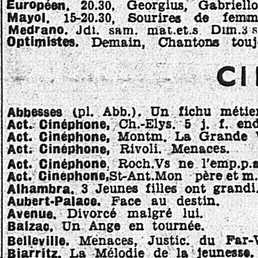 Européen. 20.30, Georgius, Gabriello
Mayol. 15-20.30, Sourires de femm
Medrano. Jdi. sam. mat.et.s Dim.3 s
Optimistes. Demain, Chantons touj
CI
Abbesses (pl. Abb.). Un fichu métier
Act. Cinéphone, Ch.-Elys. 5 j. f. end
Act. Cinéphone, Montm. La Grande V
Act. Cinéphone, Rivoli. Menaces.
Act. Cinéphone. Roch.Vs ne l'emp.p.a
Act. Cinéphone,St-Ant.Mon père et m.
Alhambra. 3 Jeunes filles ont grandi.
Aubert-Palace. Face au destin.
Avenue. Divorcé malgré lui.
Balzac. Un Ange en tournée.
Belleville. Menaces, Justic. du Far-W
Biarritz. La Mélodie de la jeunesse.